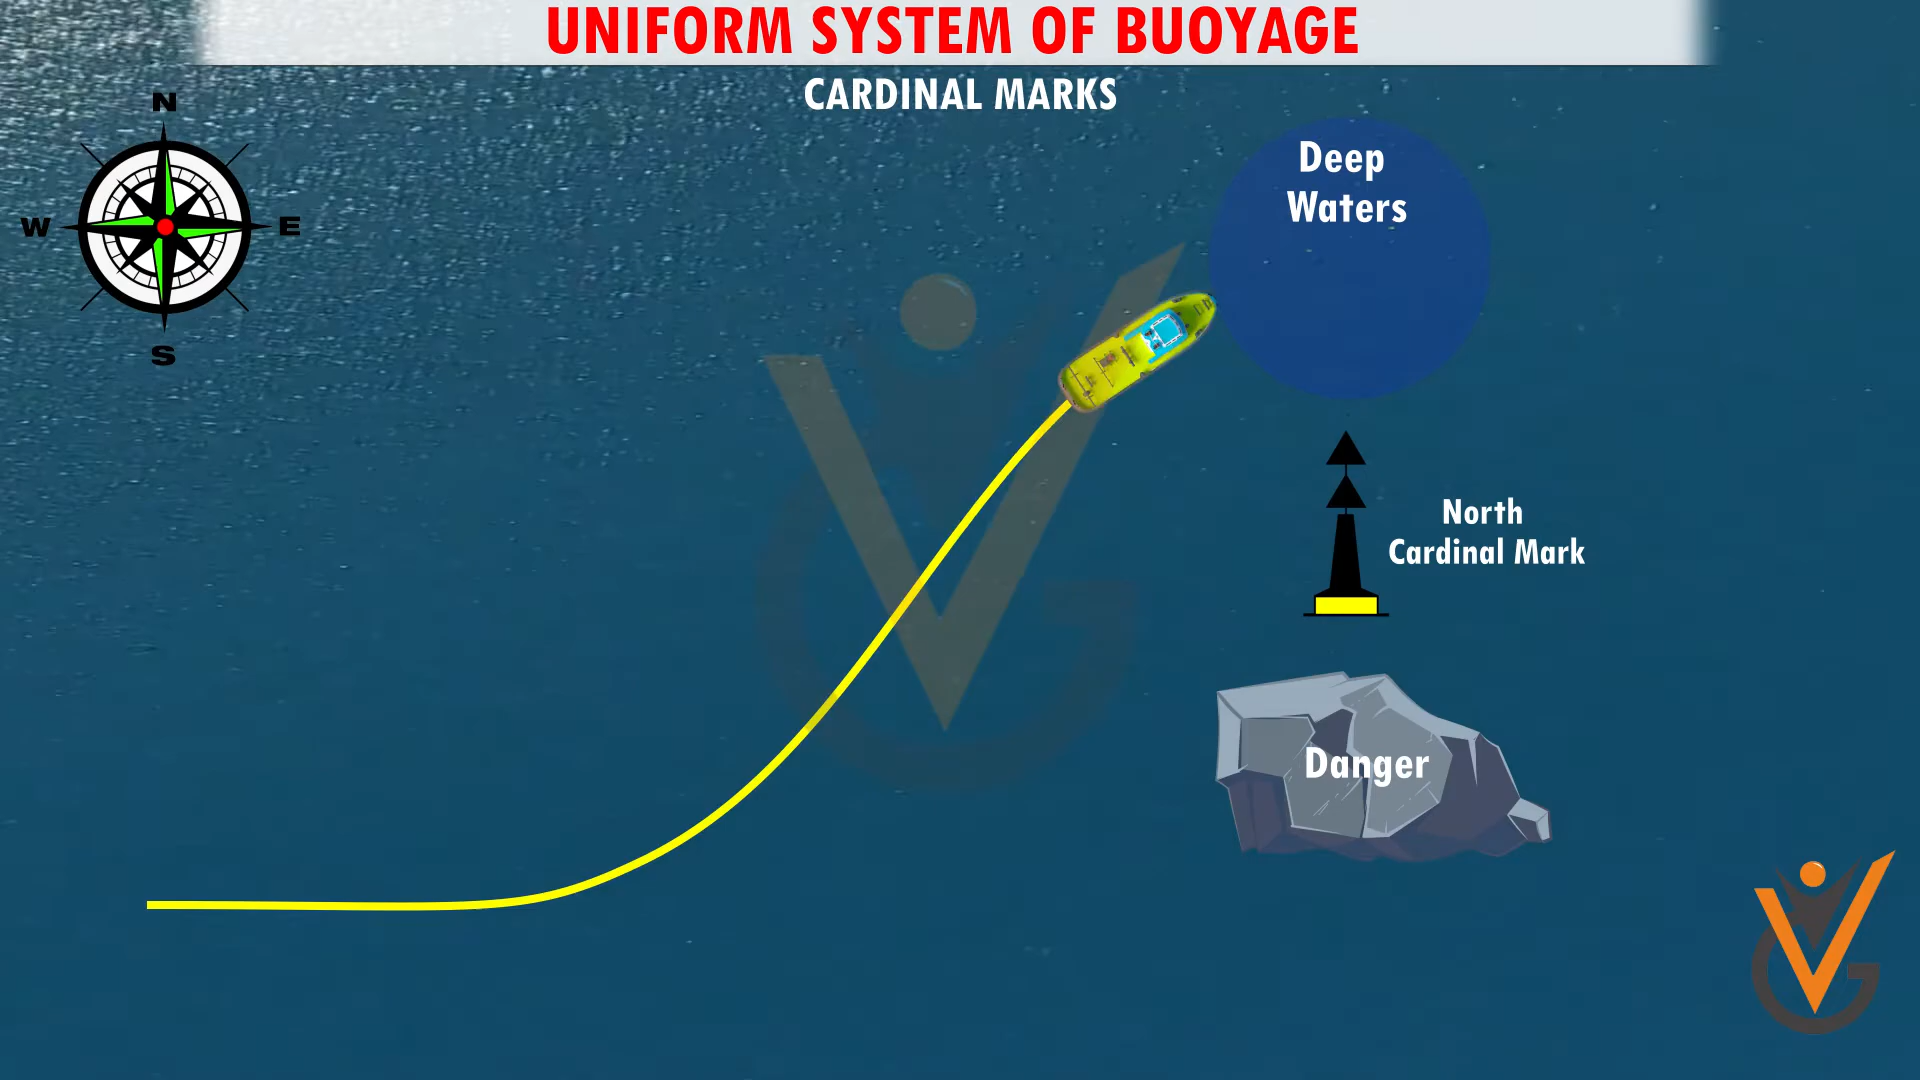 UNIFORM SYSTEM OF BUOYAGE
CARDINAL MARKS
N
W
E
S
Deep
Waters
North
Cardinal Mark
Danger